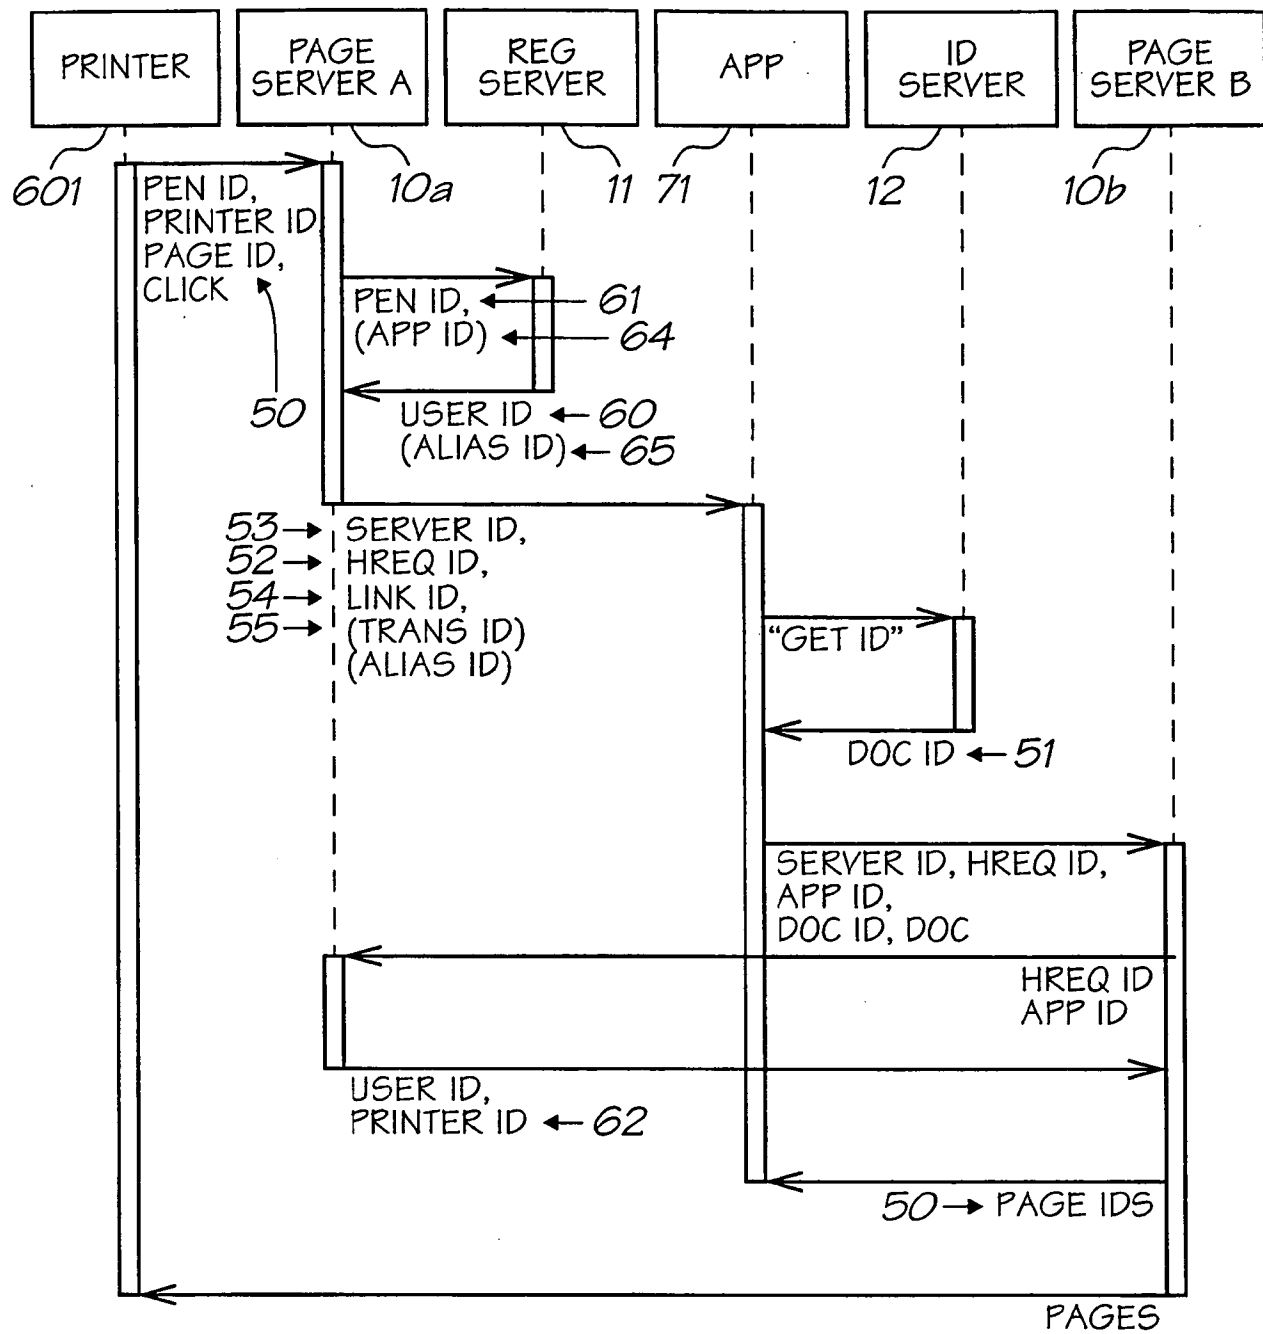 PRINTER
PAGE
SERVER A
REG
SERVER
APP
ID
SERVER
PAGE
SERVER B
601
10a
11
71
12
10b
PEN ID,
PRINTER ID
PAGE ID,
CLICK
50
PEN ID,
61
(APP ID)
64
USER ID
60
(ALIAS ID)
65
53
SERVER ID,
52
HREQ ID,
54
LINK ID,
55
(TRANS ID)
(ALIAS ID)
“GET ID”
DOC ID
51
SERVER ID, HREQ ID,
APP ID,
DOC ID, DOC
HREQ ID
APP ID
USER ID,
PRINTER ID
62
50
PAGE IDS
PAGES